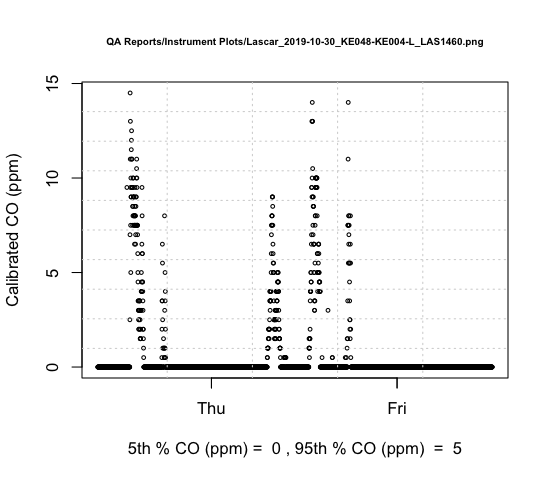 QA Reports/Instrument Plots/Lascar_2019-10-30_KE048-KE004-L_LAS1460.png
15
10
5
0
Calibrated CO (ppm)
Thu Fri
5th % CO (ppm) = 0 , 95th % CO (ppm) = 5